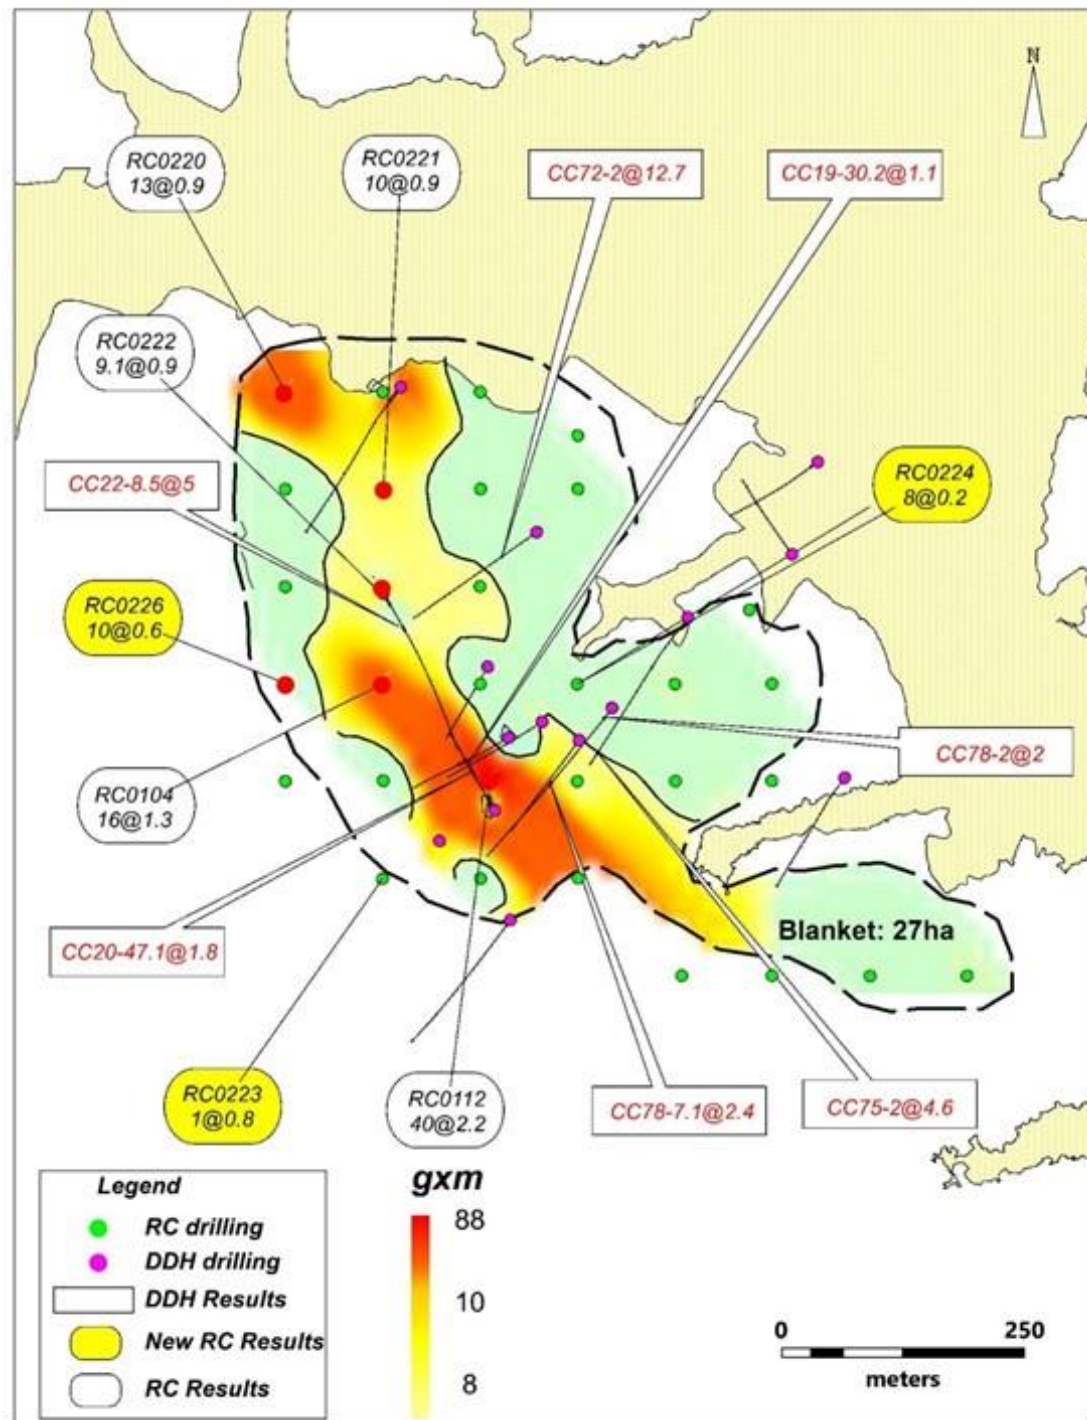 N
RC0220
13@0.9
RC0221
10@0.9
CC72-2@12.7
CC19-30.2@1.1
RC0222
9.1@0.9
CC22-8.5@5
RC0224
8@0.2
RC0226
10@0.6
CC78-2@2
RC0104
16@1.3
Blanket: 27ha
CC20-47.1@1.8
RC0223
1@0.8
RC0112
40@2.2
CC78-7.1@2.4
CC75-2@4.6
Legend
RC drilling
DDH drilling
DDH Results
New RC Results
RC Results
gxm
88
10
8
0 250
meters